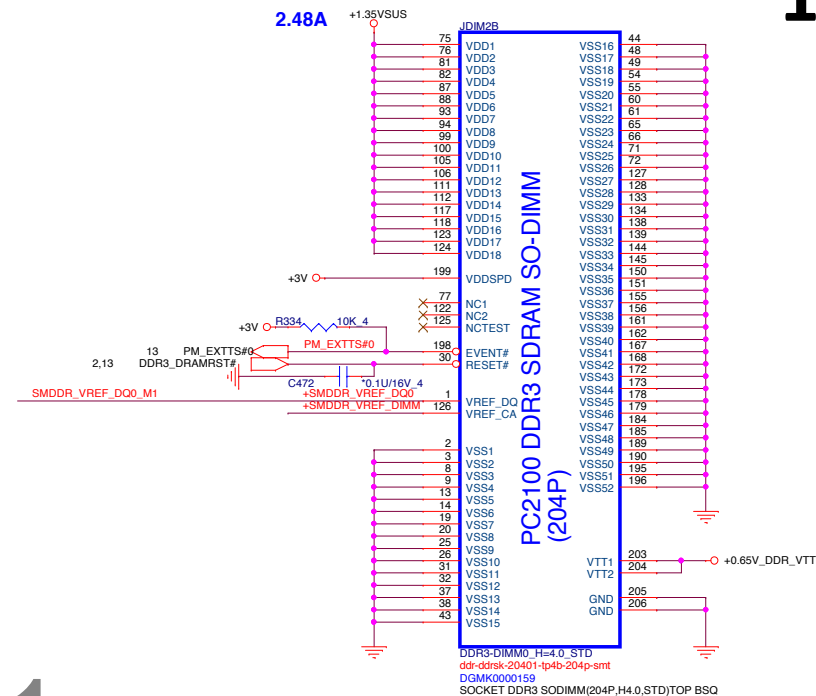 2.48A
+1.35VSUS
1
JDIM2B
75 VDD1
76 VDD2
81 VDD3
82 VDD4
87 VDD5
88 VDD6
93 VDD7
94 VDD8
99 VDD9
100 VDD10
105 VDD11
106 VDD12
111 VDD13
112 VDD14
117 VDD15
118 VDD16
123 VDD17
124 VDD18
+3V 199 VDDSPD
77 NC1
122 NC2
125 NCTEST
+3V R334 10K_4
13 PM_EXTTS#0 PM_EXTTS#0 198 EVENT#
2,13 DDR3_DRAMRST# 30 RESET#
C472 *0.1U/16V_4
SMDDR_VREF_DQ0_M1 +SMDDR_VREF_DQ0 1 VREF_DQ
+SMDDR_VREF_DIMM 126 VREF_CA
2 VSS1
3 VSS2
8 VSS3
9 VSS4
13 VSS5
14 VSS6
19 VSS7
20 VSS8
25 VSS9
26 VSS10
31 VSS11
32 VSS12
37 VSS13
38 VSS14
43 VSS15
PC2100 DDR3 SDRAM SO-DIMM
(204P)
VSS16 44
VSS17 48
VSS18 49
VSS19 54
VSS20 55
VSS21 60
VSS22 61
VSS23 65
VSS24 66
VSS25 71
VSS26 72
VSS27 127
VSS28 128
VSS29 133
VSS30 134
VSS31 138
VSS32 139
VSS33 144
VSS34 145
VSS35 150
VSS36 151
VSS37 155
VSS38 156
VSS39 161
VSS40 162
VSS41 167
VSS42 168
VSS43 172
VSS44 173
VSS45 178
VSS46 179
VSS47 184
VSS48 185
VSS49 189
VSS50 190
VSS51 195
VSS52 196
VTT1 203
VTT2 204
+0.65V_DDR_VTT
GND 205
GND 206
DDR3-DIMM0_H=4.0_STD
ddr-ddrsk-20401-tp4b-204p-smt
DGMK0000159
SOCKET DDR3 SODIMM(204P,H4.0,STD)TOP BSQ